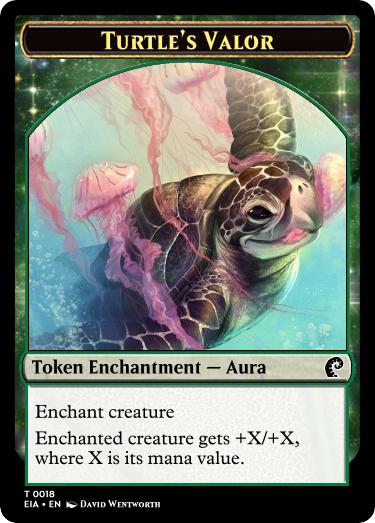 TURTLE'S VALOR
Token Enchantment — Aura
Enchant creature
Enchanted creature gets +X/+X,
where X is its mana value.
T 0018
EIA • EN DAVID WENTWORTH